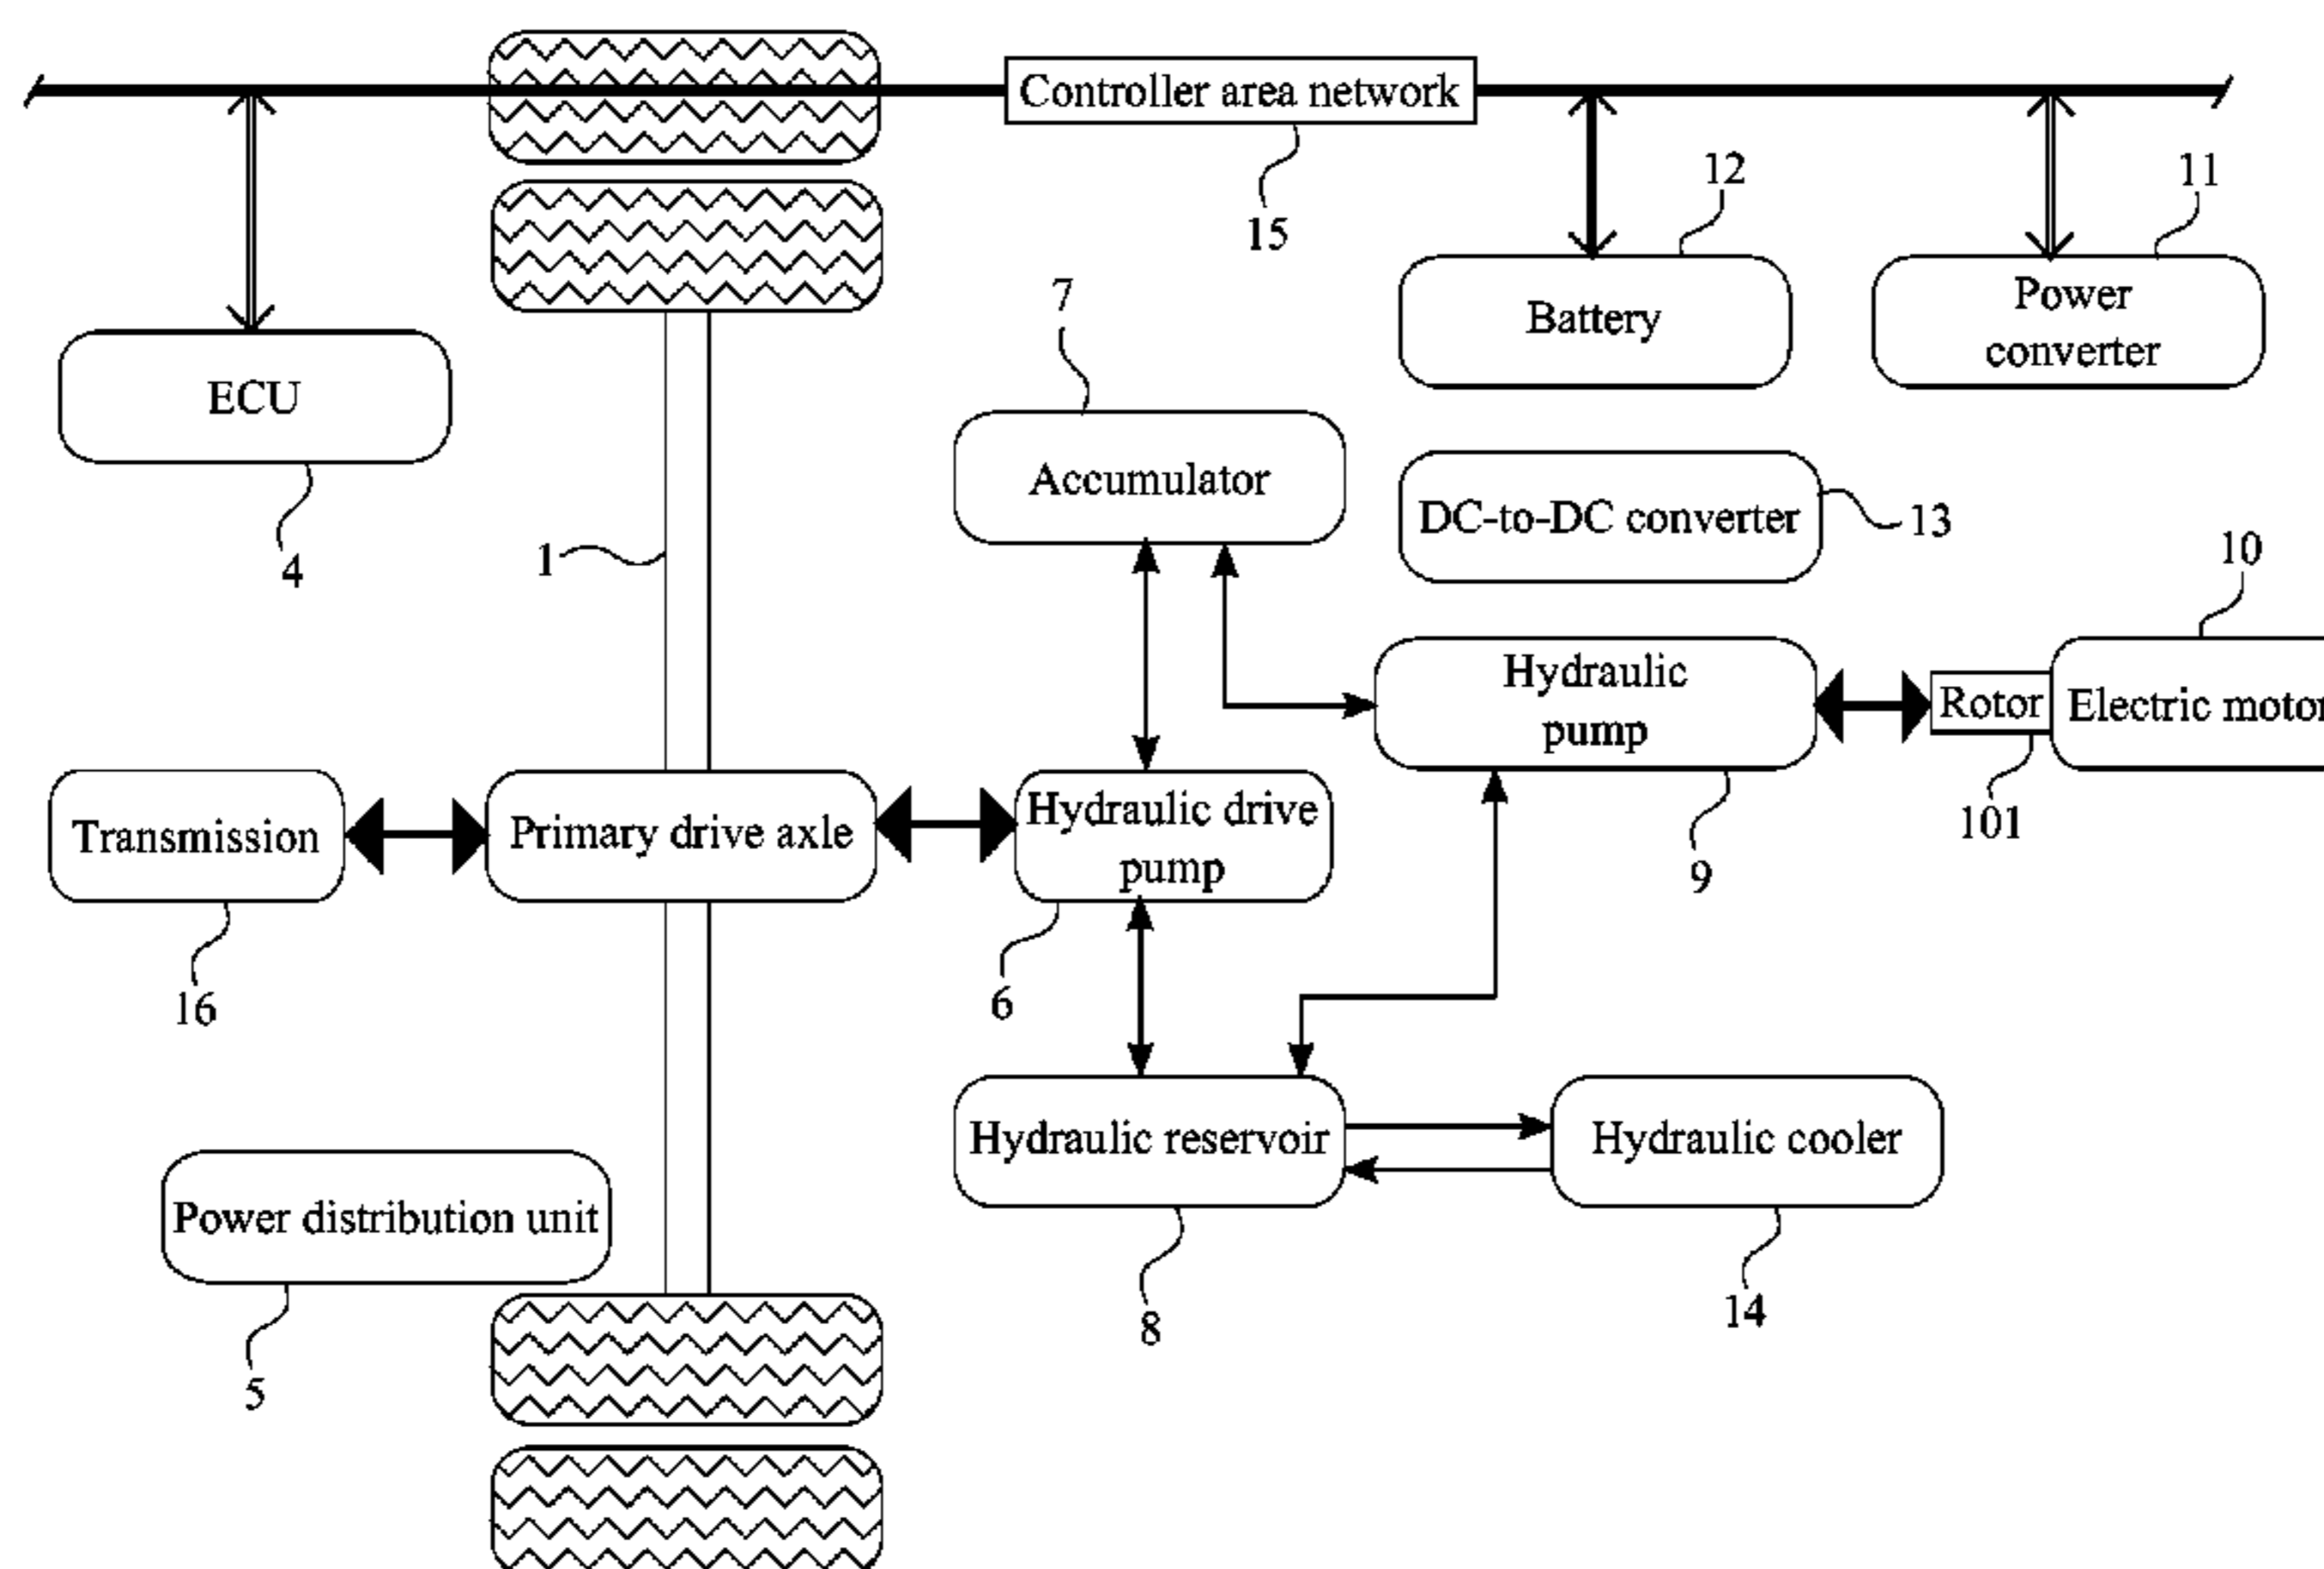 Controller area network
15
12
11
Battery
Power
converter
7
ECU
Accumulator
DC-to-DC converter
13
4
1
10
Hydraulic
pump
Rotor
Electric motor
101
9
Transmission
Primary drive axle
Hydraulic drive
pump
16
6
Hydraulic reservoir
Hydraulic cooler
Power distribution unit
8
14
5